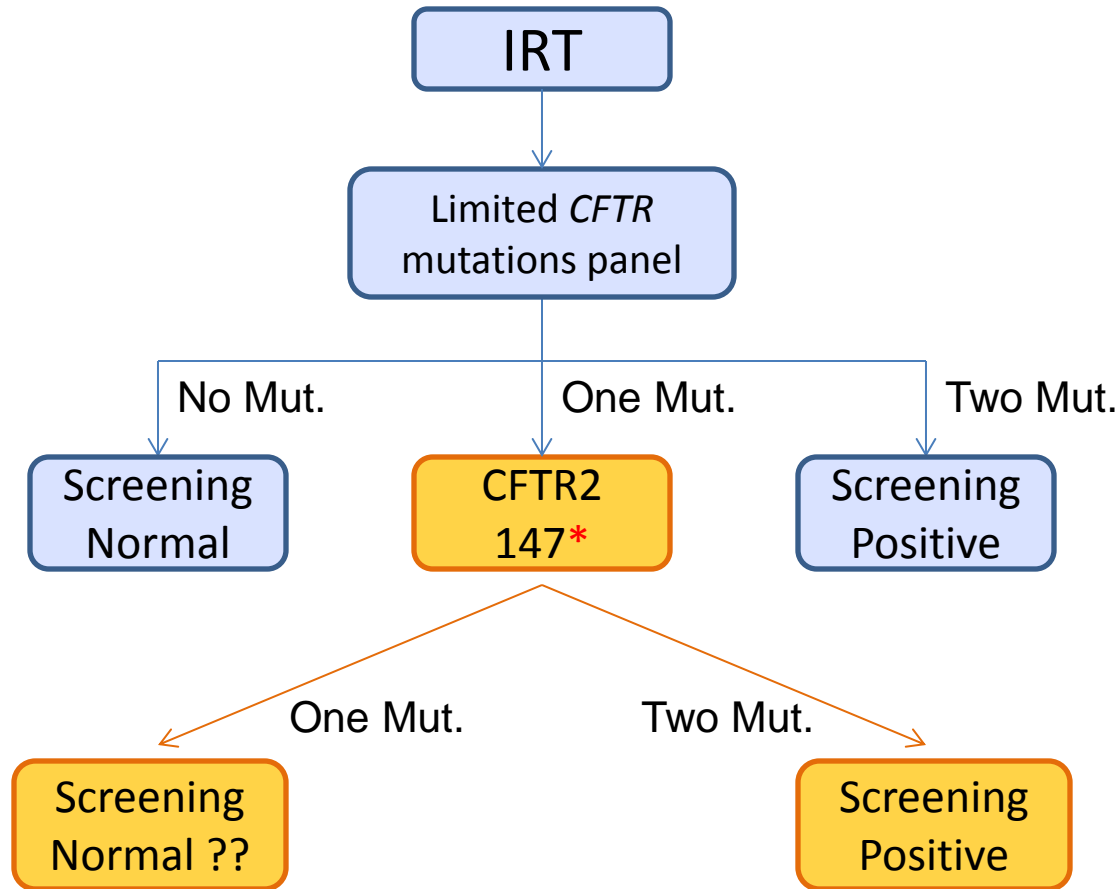 IRT
Limited CFTR
mutations panel
No Mut.
One Mut.
Two Mut.
Screening
Normal
CFTR2
147*
Screening
Positive
One Mut.
Two Mut.
Screening
Normal ??
Screening
Positive